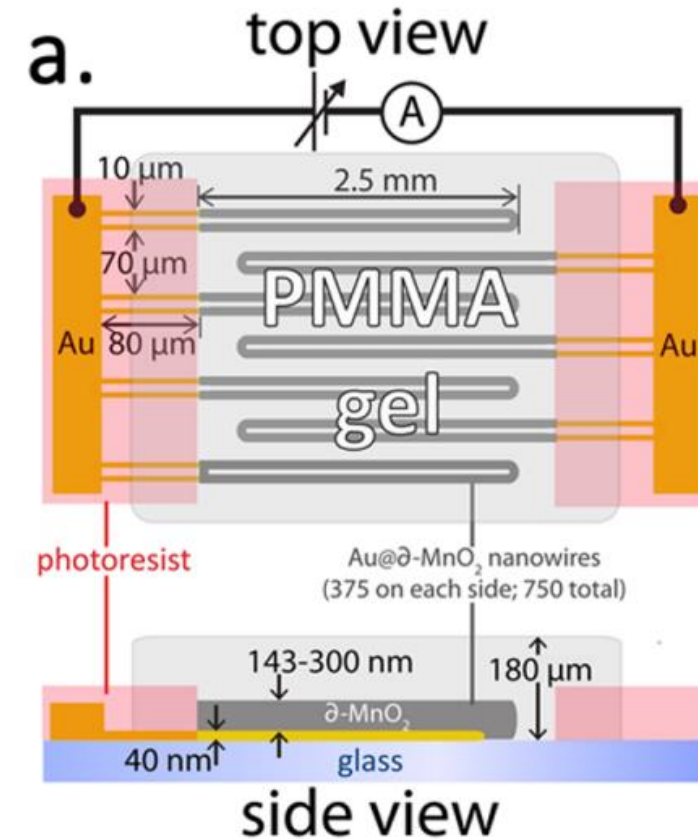 a.
top view
A
10 μm
2.5 mm
70 μm
PMMA
Au
80 μm
Au
gel
photoresist
Au@∂-MnO₂ nanowires
(375 on each side; 750 total)
143-300 nm
180 μm
∂-MnO₂
40 nm
glass
side view